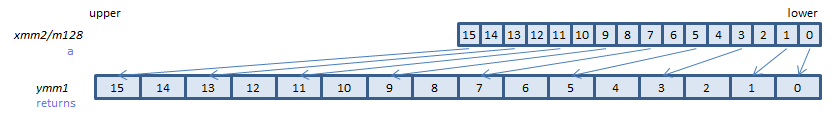 upper lower
xmm2/m128 15 14 13 12 11 10 9 8 7 6 5 4 3 2 1 0
a
ymm1 15 14 13 12 11 10 9 8 7 6 5 4 3 2 1 0
returns